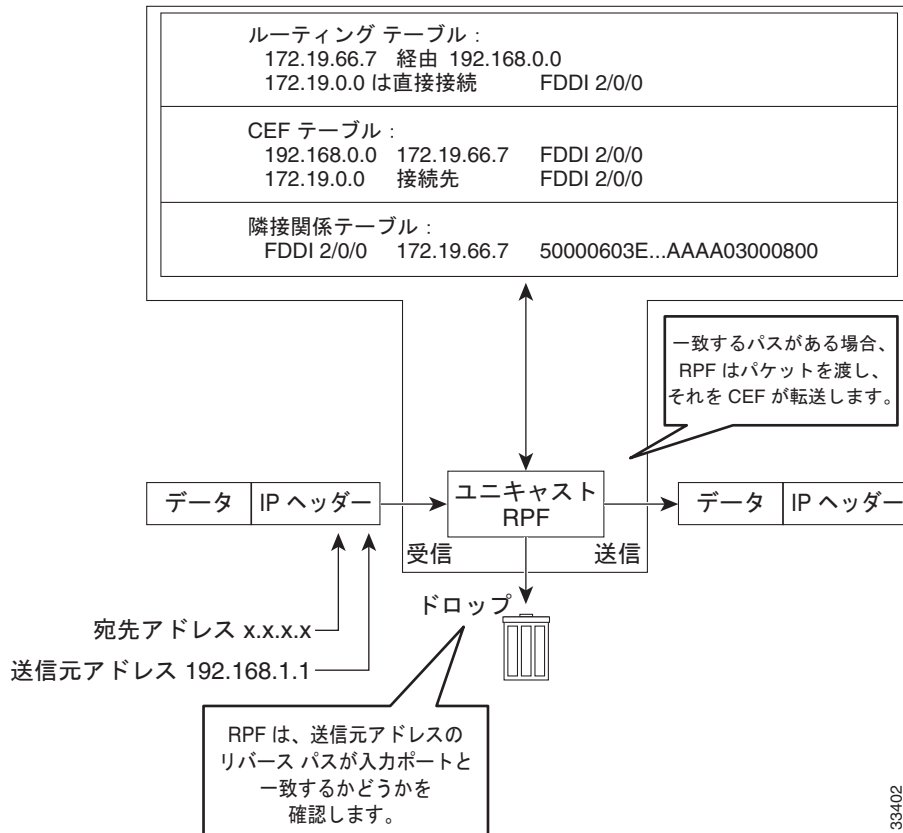 ルーティング テーブル：
172.19.66.7 経由 192.168.0.0
172.19.0.0 は直接接続 FDDI 2/0/0
CEF テーブル：
192.168.0.0 172.19.66.7 FDDI 2/0/0
172.19.0.0 接続先 FDDI 2/0/0
隣接関係テーブル：
FDDI 2/0/0 172.19.66.7 50000603E...AAAA03000800
一致するパスがある場合、
RPF はパケットを渡し、
それを CEF が転送します。
データ IP ヘッダー
ユニキャスト
RPF
データ IP ヘッダー
受信 送信
ドロップ
宛先アドレス x.x.x.x
送信元アドレス 192.168.1.1
RPF は、送信元アドレスの
リバース パスが入力ポートと
一致するかどうかを
確認します。
33402